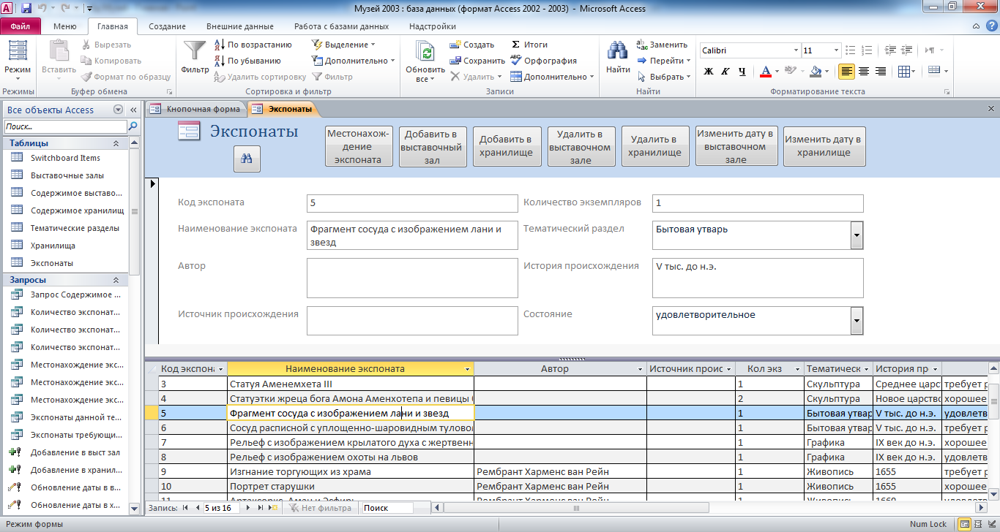 Музей 2003 : база данных (формат Access 2002 - 2003) - Microsoft Access
Файл Меню Главная Создание Внешние данные Работа с базами данных Надстройки
Режим
Режимы
Вставить
Вырезать
Копировать
Формат по образцу
Буфер обмена
Фильтр
По возрастанию
По убыванию
Удалить сортировку
Выделение
Дополнительно
Фильтр
Сортировка и фильтр
Обновить
все
Создать
Сохранить
Удалить
Итоги
Орфография
Дополнительно
Записи
Найти
Заменить
Перейти
Выбрать
Найти
Calibri 11
Ж К Ч A ab
Форматирование текста
Все объекты Access
Поиск...
Таблицы
Switchboard Items
Выставочные залы
Содержимое выставо...
Содержимое хранилищ
Тематические разделы
Хранилища
Экспонаты
Запросы
Запрос Содержимое ...
Количество экспонат...
Количество экспонат...
Количество экспонат...
Местонахождение экс...
Местонахождение экс...
Местонахождение экс...
Экспонаты данной те...
Экспонаты требующи...
Добавление в выст зал
Добавление в хранил...
Обновление даты в в...
Обновление даты в х...
Кнопочная форма Экспонаты
Экспонаты
Местонахож-
дение
экспоната
Добавить в
выставочный
зал
Добавить в
хранилище
Удалить в
выставочном
зале
Удалить в
хранилище
Изменить дату в
выставочном
зале
Изменить дату в
хранилище
Код экспоната 5 Количество экземпляров 1
Наименование экспоната Фрагмент сосуда с изображением лани и
звезд
Тематический раздел Бытовая утварь
Автор История происхождения V тыс. до н.э.
Источник происхождения Состояние удовлетворительное
Код экспона Наименование экспоната Автор Источник проис Кол экз Тематическ История пр
3 Статуя Аменемхета III 1 Скульптура Среднее царс требует р
4 Статуэтки жреца бога Амона Аменхотепа и певицы 2 Скульптура Новое царство хорошее
5 Фрагмент сосуда с изображением лани и звезд 1 Бытовая утвар V тыс. до н.э. удовлетв
6 Сосуд расписной с уплощенно-шаровидным тулово 1 Бытовая утвар V тыс. до н.э. требует р
7 Рельеф с изображением крылатого духа с жертвенн 1 Графика IX век до н.э. хорошее
8 Рельеф с изображением охоты на львов 1 Графика IX век до н.э. удовлетв
9 Изгнание торгующих из храма Рембрант Харменс ван Рейн 1 Живопись 1655 требует р
10 Портрет старушки Рембрант Харменс ван Рейн 1 Живопись 1655 хорошее
Запись: 5 из 16 Нет фильтра Поиск
Режим формы Num Lock